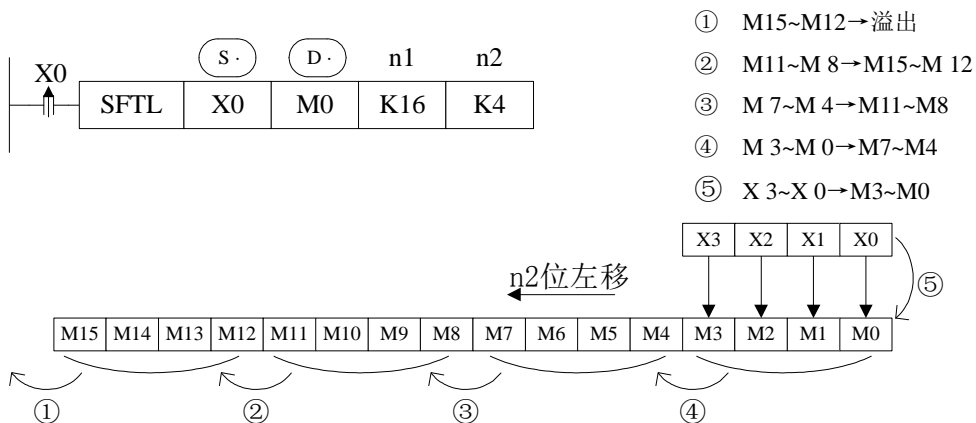 ① M15~M12→溢出
S · D · n1 n2
② M11~M 8→M15~M 12
X0
SFTL X0 M0 K16 K4
③ M 7~M 4→M11~M8
④ M 3~M 0→M7~M4
⑤ X 3~X 0→M3~M0
X3 X2 X1 X0
n2位左移
⑤
M15 M14 M13 M12 M11 M10 M9 M8 M7 M6 M5 M4 M3 M2 M1 M0
① ② ③ ④